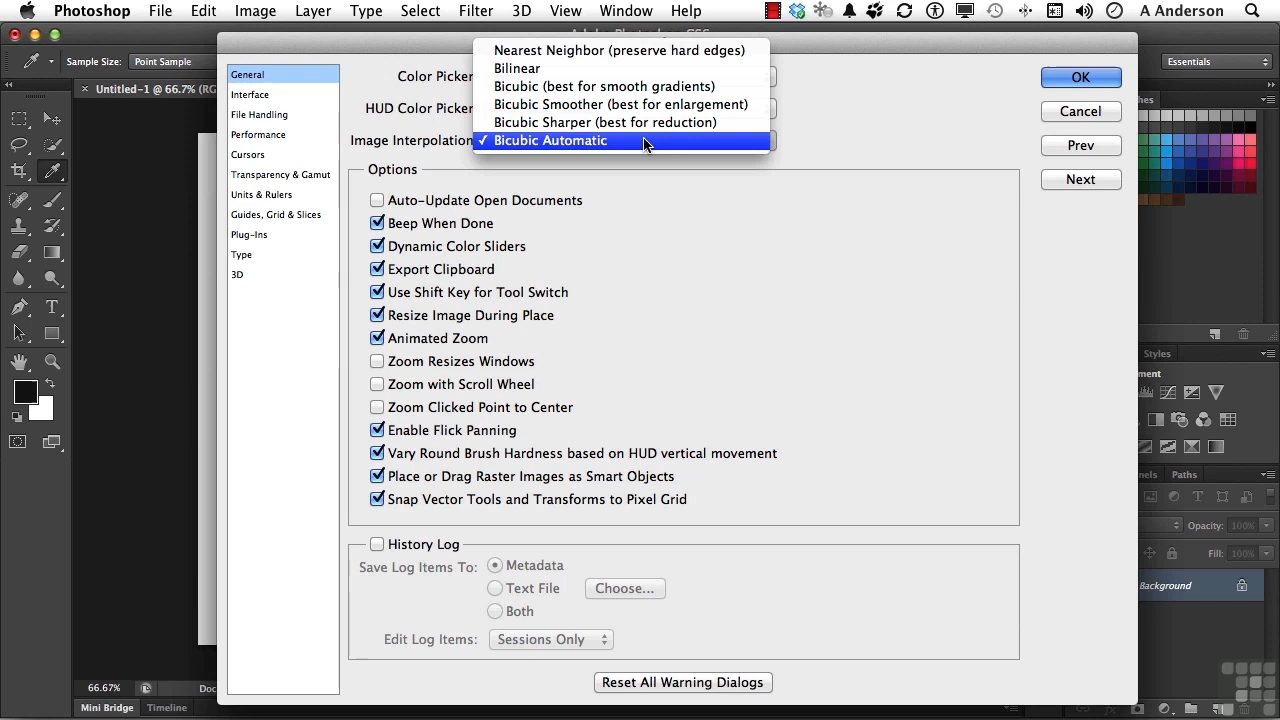 Photoshop File Edit Image Layer Type Select Filter 3D View Window Help A Anderson
Sample Size: Point Sample Essentials
Untitled-1 @ 66.7% (RG
General
Interface
File Handling
Performance
Cursors
Transparency & Gamut
Units & Rulers
Guides, Grid & Slices
Plug-Ins
Type
3D
Color Picker
HUD Color Picker
Image Interpolation
Nearest Neighbor (preserve hard edges)
Bilinear
Bicubic (best for smooth gradients)
Bicubic Smoother (best for enlargement)
Bicubic Sharper (best for reduction)
✓ Bicubic Automatic
OK
Cancel
Prev
Next
Options
Auto-Update Open Documents
Beep When Done
Dynamic Color Sliders
Export Clipboard
Use Shift Key for Tool Switch
Resize Image During Place
Animated Zoom
Zoom Resizes Windows
Zoom with Scroll Wheel
Zoom Clicked Point to Center
Enable Flick Panning
Vary Round Brush Hardness based on HUD vertical movement
Place or Drag Raster Images as Smart Objects
Snap Vector Tools and Transforms to Pixel Grid
History Log
Save Log Items To: Metadata
Text File Choose...
Both
Edit Log Items: Sessions Only
Reset All Warning Dialogs
ches
Styles
ment
nels Paths
Opacity: 100%
Fill: 100%
Background
66.67% Doc
Mini Bridge Timeline